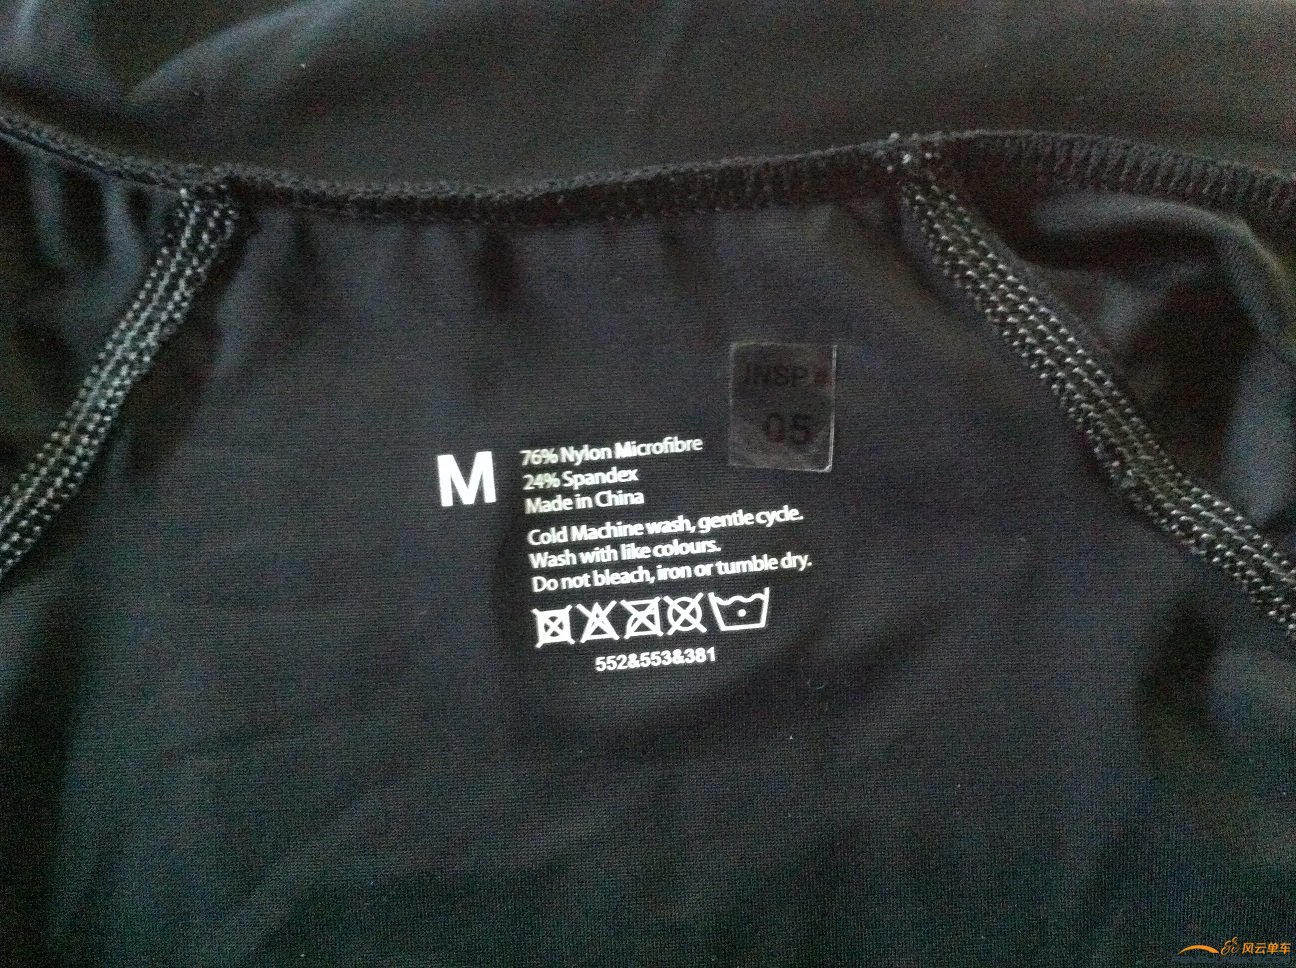 INSP #
05
M
76% Nylon Microfibre
24% Spandex
Made in China
Cold Machine wash, gentle cycle.
Wash with like colours.
Do not bleach, iron or tumble dry.
552&553&381
风云单车